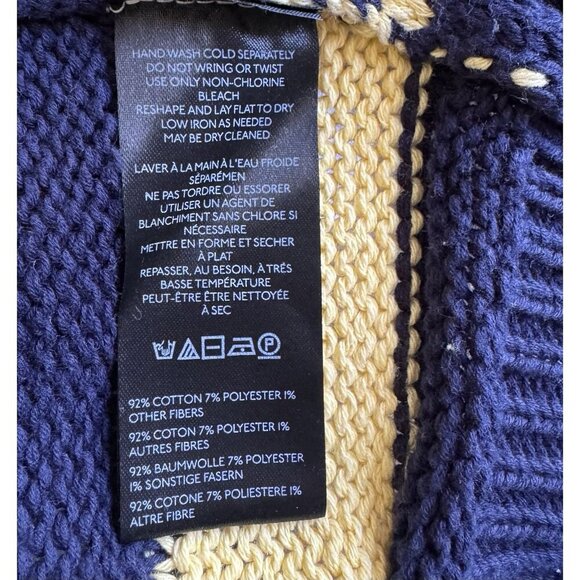 HAND WASH COLD SEPARATELY
DO NOT WRING OR TWIST
USE ONLY NON-CHLORINE
BLEACH
RESHAPE AND LAY FLAT TO DRY
LOW IRON AS NEEDED
MAY BE DRY CLEANED
LAVER À LA MAIN À L'EAU FROIDE
SÉPARÉMEN
NE PAS TORDRE OU ESSORER
UTILISER UN AGENT DE
BLANCHIMENT SANS CHLORE SI
NÉCESSAIRE
METTRE EN FORME ET SECHER
À PLAT
REPASSER, AU BESOIN, À TRÉS
BASSE TEMPÉRATURE
PEUT-ÊTRE ÊTRE NETTOYÉE
À SEC
P
92% COTTON 7% POLYESTER 1%
OTHER FIBERS
92% COTON 7% POLYESTER 1%
AUTRES FIBRES
92% BAUMWOLLE 7% POLYESTER
1% SONSTIGE FASERN
92% COTONE 7% POLIESTERE 1%
ALTRE FIBRE